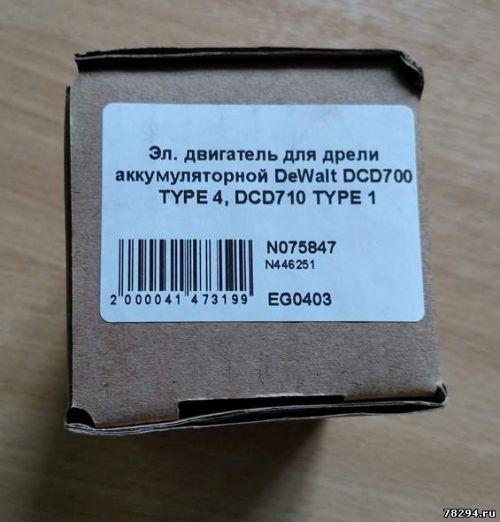 Эл. двигатель для дрели
аккумуляторной DeWalt DCD700
TYPE 4, DCD710 TYPE 1
N075847
N446251
2 000041 473199
EG0403
78294.ru